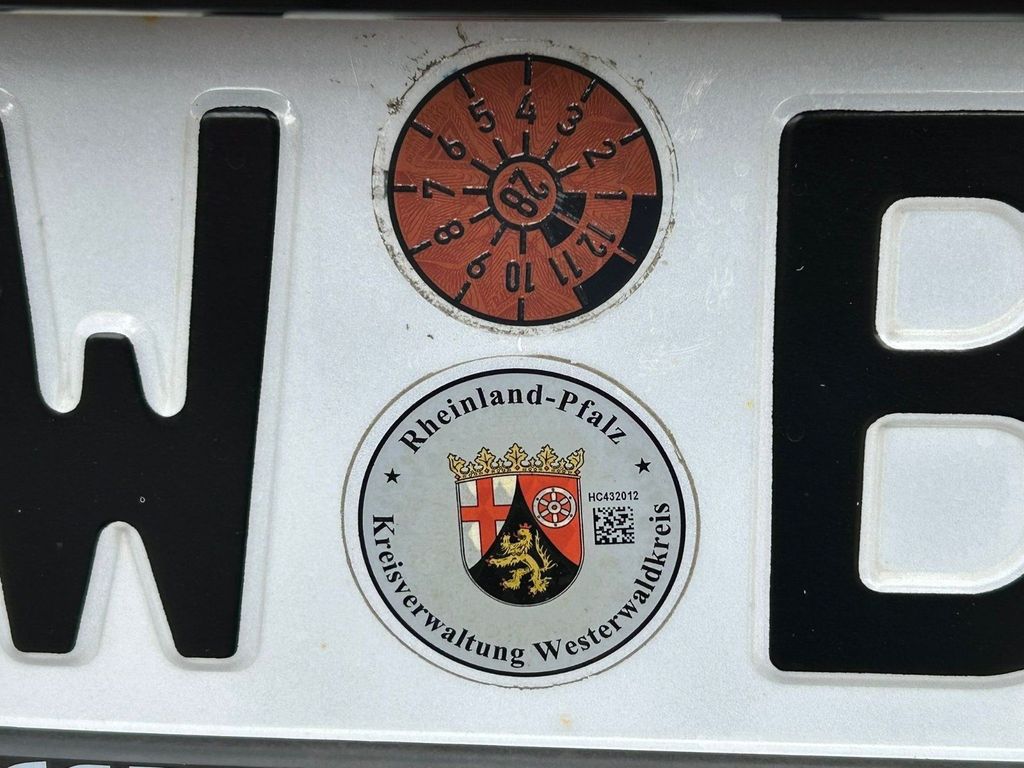 W
B
5 4 3
6 2
7 28 1
8 12
9 10 11
Rheinland-Pfalz
HC432012
Kreisverwaltung Westerwaldkreis